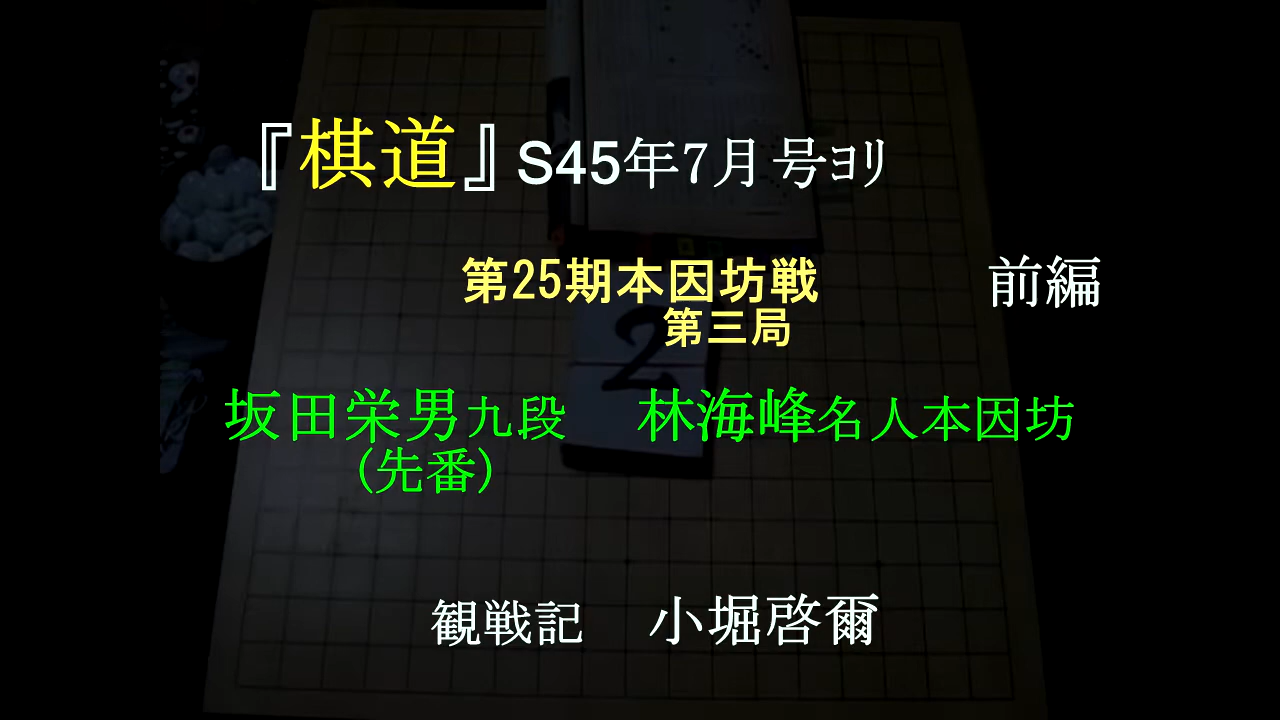 『棋道』S45年7月号ﾖﾘ
第25期本因坊戦 前編
第三局
2
坂田栄男九段 林海峰名人本因坊
(先番)
観戦記 小堀啓爾